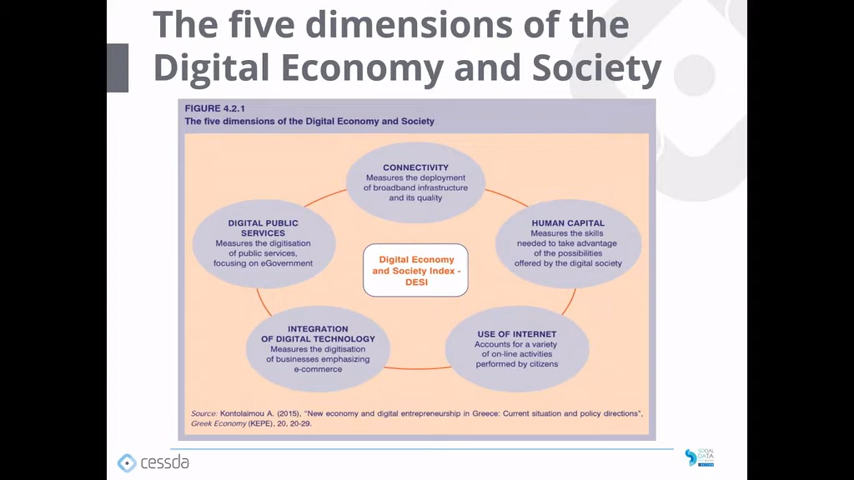 The five dimensions of the
Digital Economy and Society
FIGURE 4.2.1
The five dimensions of the Digital Economy and Society
CONNECTIVITY
Measures the deployment
of broadband infrastructure
and its quality
DIGITAL PUBLIC
SERVICES
Measures the digitisation
of public services,
focusing on eGovernment
HUMAN CAPITAL
Measures the skills
needed to take advantage
of the possibilities
offered by the digital society
Digital Economy
and Society Index -
DESI
INTEGRATION
OF DIGITAL TECHNOLOGY
Measures the digitisation
of businesses emphasizing
e-commerce
USE OF INTERNET
Accounts for a variety
of on-line activities
performed by citizens
Source: Kontolaimou A. (2015), “New economy and digital entrepreneurship in Greece: Current situation and policy directions”,
Greek Economy (KEPE), 20, 20-29.
cessda
SOCIAL
DATA